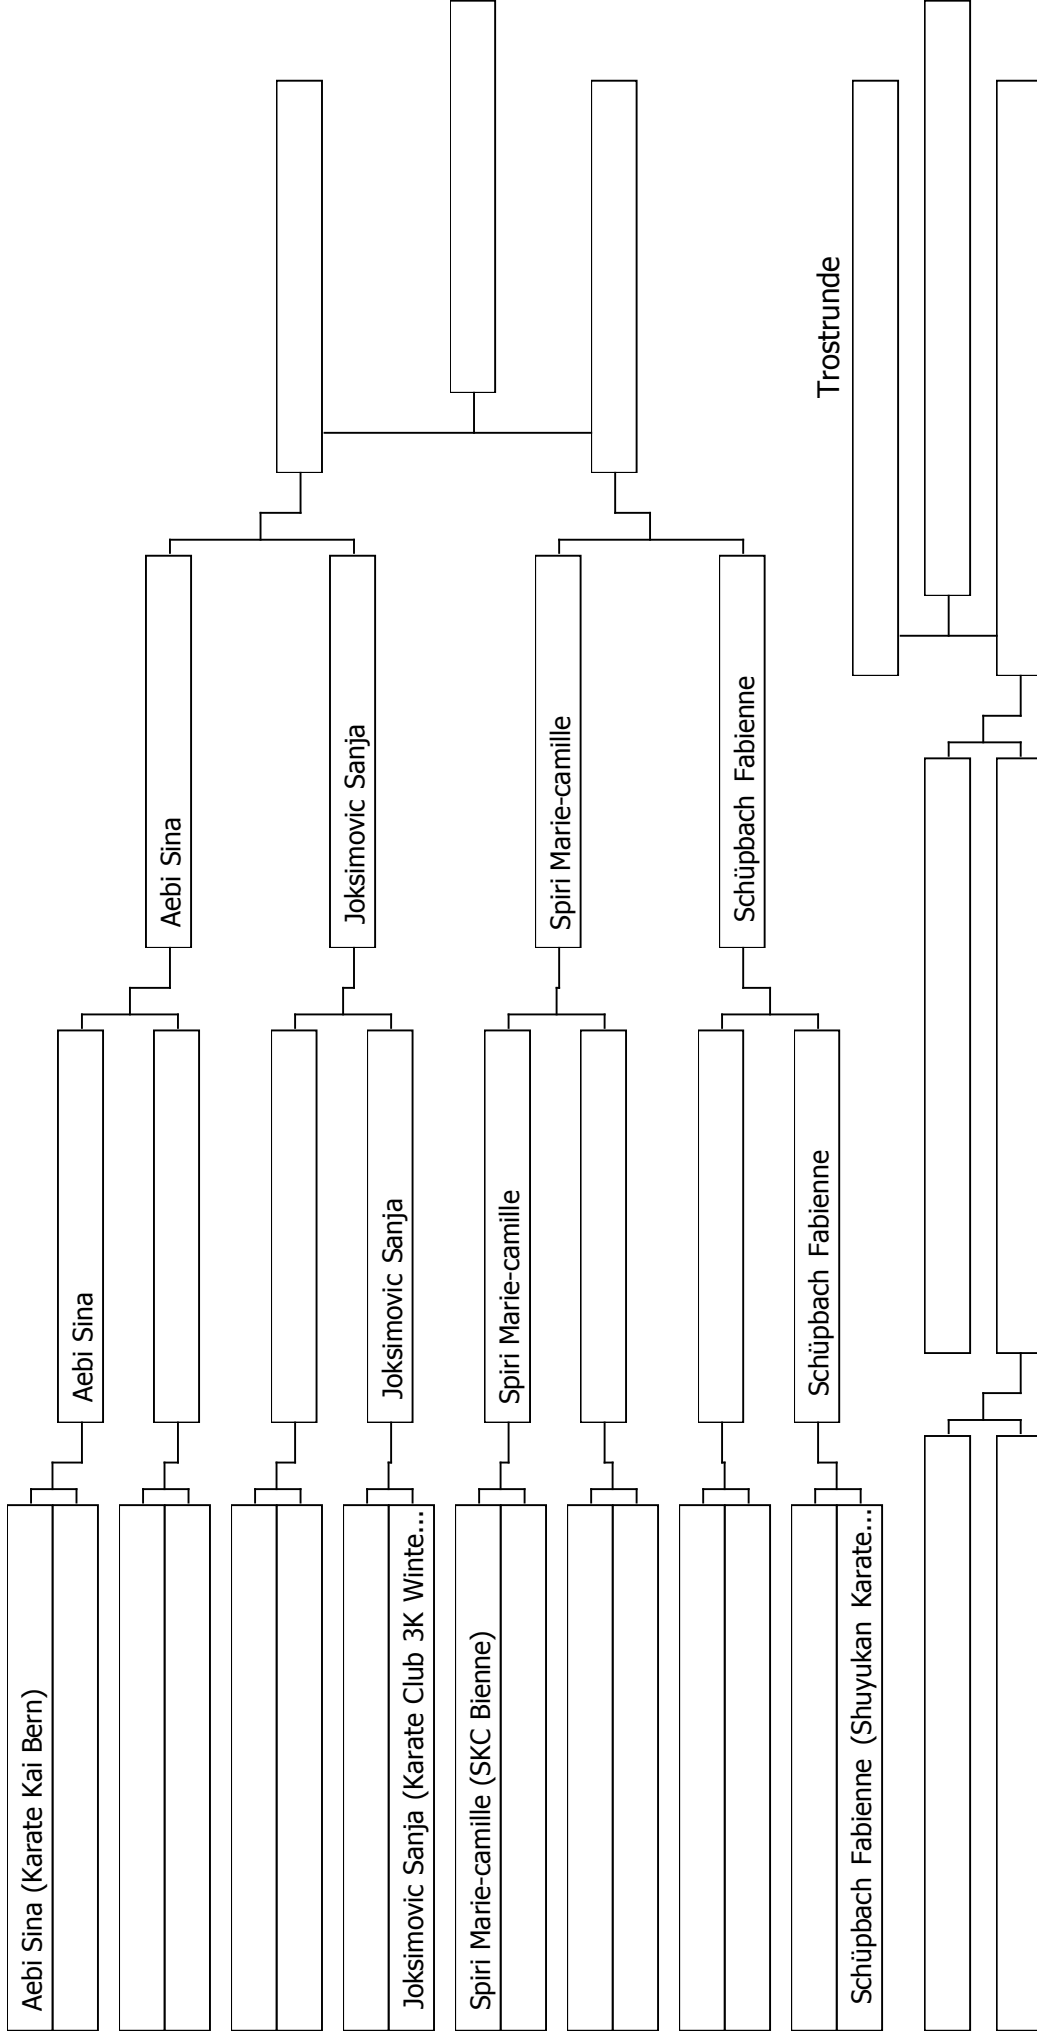 Aebi Sina (Karate Kai Bern)
Joksimovic Sanja (Karate Club 3K Winte...
Spiri Marie-camille (SKC Bienne)
Schüpbach Fabienne (Shuyukan Karate...
Aebi Sina
Joksimovic Sanja
Spiri Marie-camille
Schüpbach Fabienne
Aebi Sina
Joksimovic Sanja
Spiri Marie-camille
Schüpbach Fabienne
Trostrunde